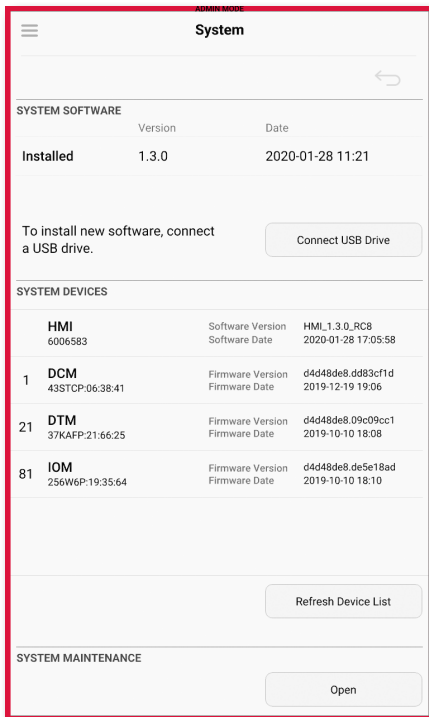 ADMIN MODE
System
SYSTEM SOFTWARE
Version Date
Installed 1.3.0 2020-01-28 11:21
To install new software, connect
a USB drive.
Connect USB Drive
SYSTEM DEVICES
HMI Software Version HMI_1.3.0_RC8
6006583 Software Date 2020-01-28 17:05:58
1 DCM Firmware Version d4d48de8.dd83cf1d
43STCP:06:38:41 Firmware Date 2019-12-19 19:06
21 DTM Firmware Version d4d48de8.09c09cc1
37KAFP:21:66:25 Firmware Date 2019-10-10 18:08
81 IOM Firmware Version d4d48de8.de5e18ad
256W6P:19:35:64 Firmware Date 2019-10-10 18:10
Refresh Device List
SYSTEM MAINTENANCE
Open